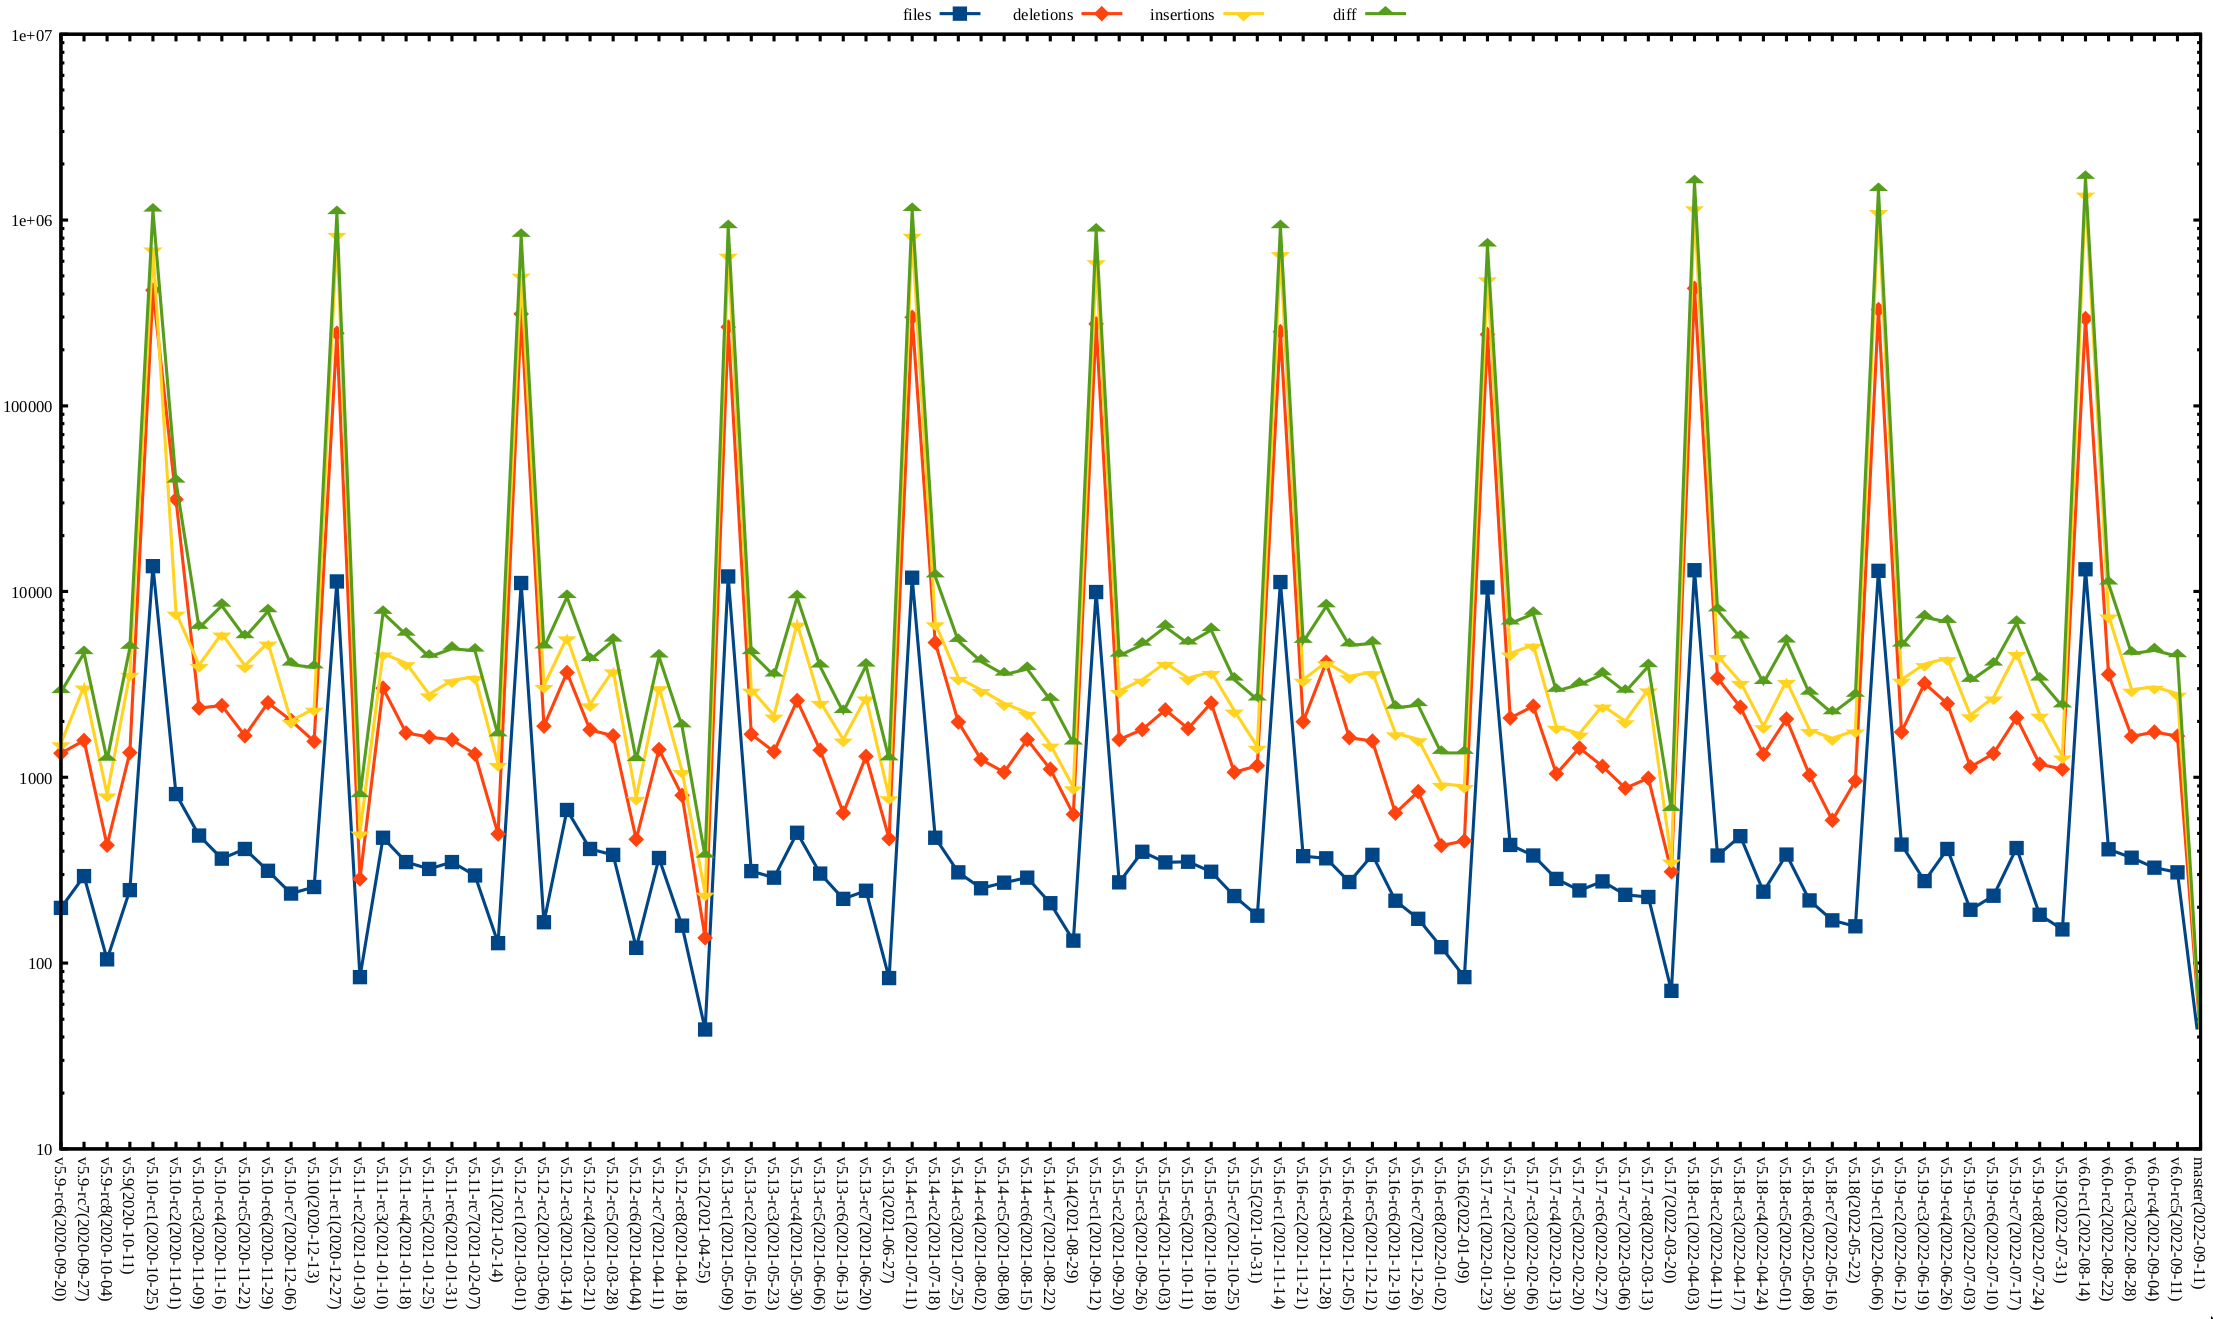 files deletions insertions diff
1e+07
1e+06
100000
10000
1000
100
10
v5.9-rc6(2020-09-20)
v5.9-rc7(2020-09-27)
v5.9-rc8(2020-10-04)
v5.9(2020-10-11)
v5.10-rc1(2020-10-25)
v5.10-rc2(2020-11-01)
v5.10-rc3(2020-11-09)
v5.10-rc4(2020-11-16)
v5.10-rc5(2020-11-22)
v5.10-rc6(2020-11-29)
v5.10-rc7(2020-12-06)
v5.10(2020-12-13)
v5.11-rc1(2020-12-27)
v5.11-rc2(2021-01-03)
v5.11-rc3(2021-01-10)
v5.11-rc4(2021-01-18)
v5.11-rc5(2021-01-25)
v5.11-rc6(2021-01-31)
v5.11-rc7(2021-02-07)
v5.11(2021-02-14)
v5.12-rc1(2021-03-01)
v5.12-rc2(2021-03-06)
v5.12-rc3(2021-03-14)
v5.12-rc4(2021-03-21)
v5.12-rc5(2021-03-28)
v5.12-rc6(2021-04-04)
v5.12-rc7(2021-04-11)
v5.12-rc8(2021-04-18)
v5.12(2021-04-25)
v5.13-rc1(2021-05-09)
v5.13-rc2(2021-05-16)
v5.13-rc3(2021-05-23)
v5.13-rc4(2021-05-30)
v5.13-rc5(2021-06-06)
v5.13-rc6(2021-06-13)
v5.13-rc7(2021-06-20)
v5.13(2021-06-27)
v5.14-rc1(2021-07-11)
v5.14-rc2(2021-07-18)
v5.14-rc3(2021-07-25)
v5.14-rc4(2021-08-02)
v5.14-rc5(2021-08-08)
v5.14-rc6(2021-08-15)
v5.14-rc7(2021-08-22)
v5.14(2021-08-29)
v5.15-rc1(2021-09-12)
v5.15-rc2(2021-09-20)
v5.15-rc3(2021-09-26)
v5.15-rc4(2021-10-03)
v5.15-rc5(2021-10-11)
v5.15-rc6(2021-10-18)
v5.15-rc7(2021-10-25)
v5.15(2021-10-31)
v5.16-rc1(2021-11-14)
v5.16-rc2(2021-11-21)
v5.16-rc3(2021-11-28)
v5.16-rc4(2021-12-05)
v5.16-rc5(2021-12-12)
v5.16-rc6(2021-12-19)
v5.16-rc7(2021-12-26)
v5.16-rc8(2022-01-02)
v5.16(2022-01-09)
v5.17-rc1(2022-01-23)
v5.17-rc2(2022-01-30)
v5.17-rc3(2022-02-06)
v5.17-rc4(2022-02-13)
v5.17-rc5(2022-02-20)
v5.17-rc6(2022-02-27)
v5.17-rc7(2022-03-06)
v5.17-rc8(2022-03-13)
v5.17(2022-03-20)
v5.18-rc1(2022-04-03)
v5.18-rc2(2022-04-11)
v5.18-rc3(2022-04-17)
v5.18-rc4(2022-04-24)
v5.18-rc5(2022-05-01)
v5.18-rc6(2022-05-08)
v5.18-rc7(2022-05-16)
v5.18(2022-05-22)
v5.19-rc1(2022-06-06)
v5.19-rc2(2022-06-12)
v5.19-rc3(2022-06-19)
v5.19-rc4(2022-06-26)
v5.19-rc5(2022-07-03)
v5.19-rc6(2022-07-10)
v5.19-rc7(2022-07-17)
v5.19-rc8(2022-07-24)
v5.19(2022-07-31)
v6.0-rc1(2022-08-14)
v6.0-rc2(2022-08-22)
v6.0-rc3(2022-08-28)
v6.0-rc4(2022-09-04)
v6.0-rc5(2022-09-11)
master(2022-09-11)